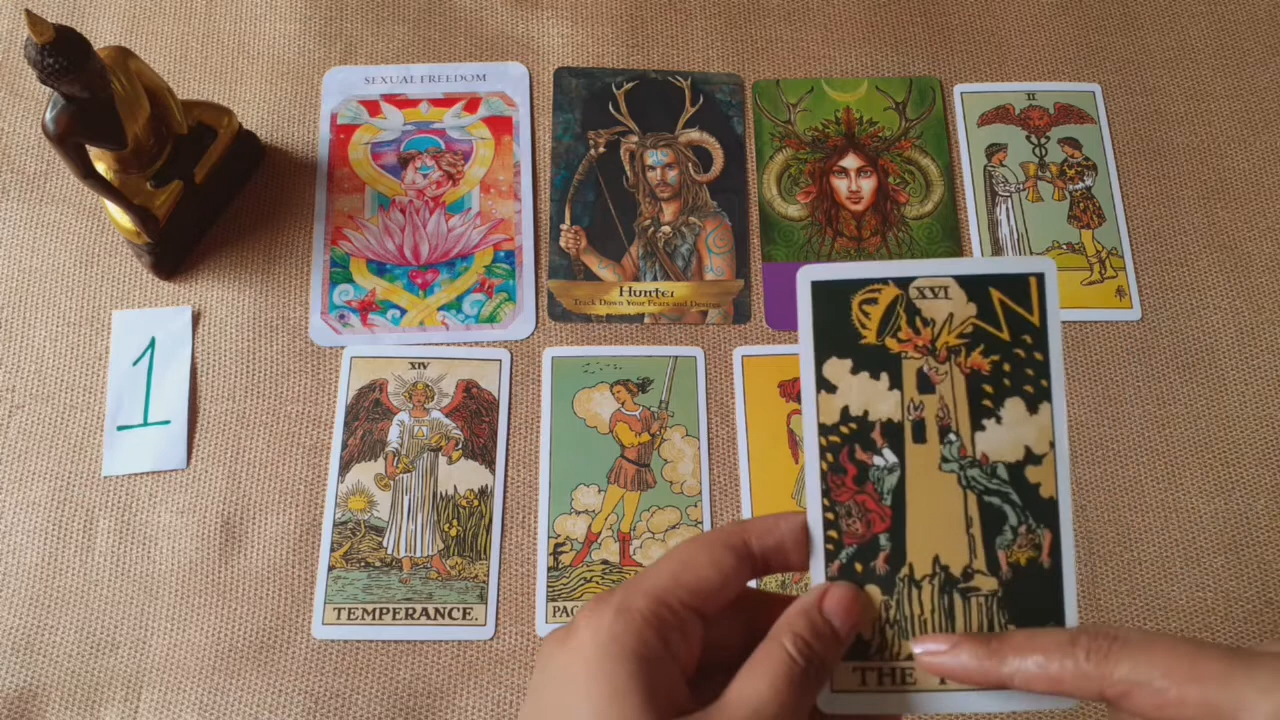 SEXUAL FREEDOM
Hunter
Track Down Your Fears and Desires
II
XVI
1
XIV
TEMPERANCE.
PAG
THE